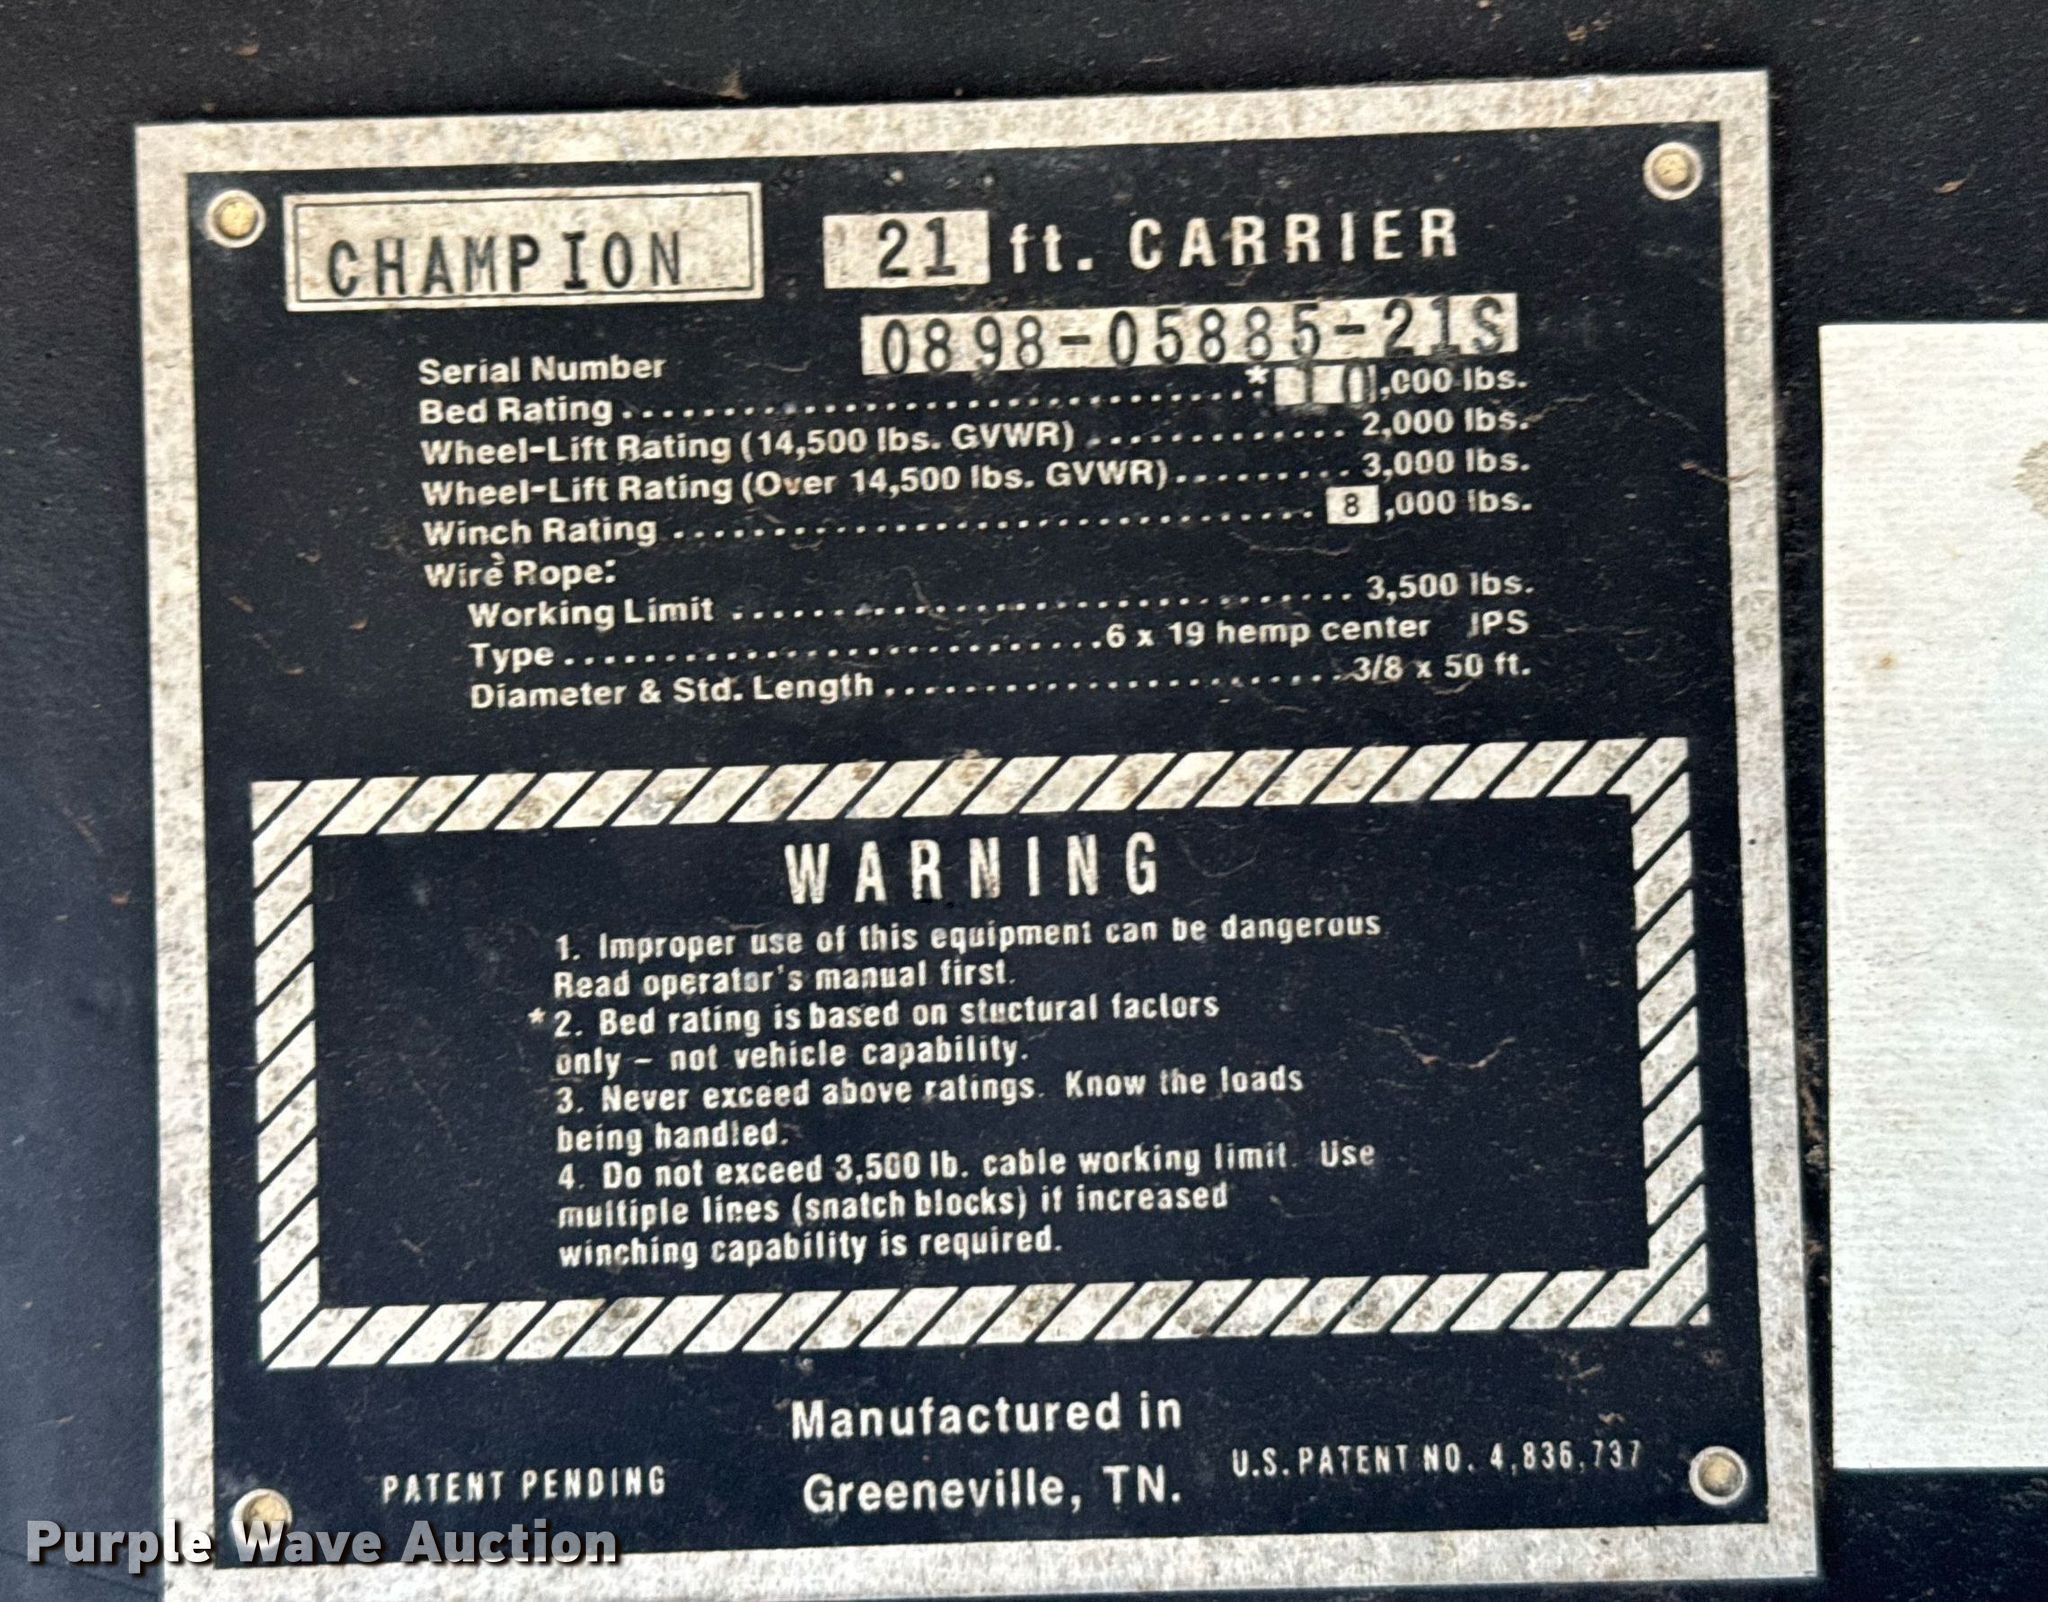 CHAMPION 21 ft. CARRIER
Serial Number 0898-05885-21S
Bed Rating ................................ * ,000 lbs.
Wheel-Lift Rating (14,500 lbs. GVWR) ............. 2,000 lbs.
Wheel-Lift Rating (Over 14,500 lbs. GVWR) ......... 3,000 lbs.
Winch Rating ................................ 8 ,000 lbs.
Wire Rope:
Working Limit ............................... 3,500 lbs.
Type ........................... 6 x 19 hemp center IPS
Diameter & Std. Length ....................... 3/8 x 50 ft.
WARNING
1. Improper use of this equipment can be dangerous
Read operator's manual first.
*2. Bed rating is based on stuctural factors
only – not vehicle capability.
3. Never exceed above ratings. Know the loads
being handled.
4. Do not exceed 3,500 lb. cable working limit. Use
multiple lines (snatch blocks) if increased
winching capability is required.
Manufactured in
Greeneville, TN.
PATENT PENDING
U.S. PATENT NO. 4,836,737
Purple Wave Auction